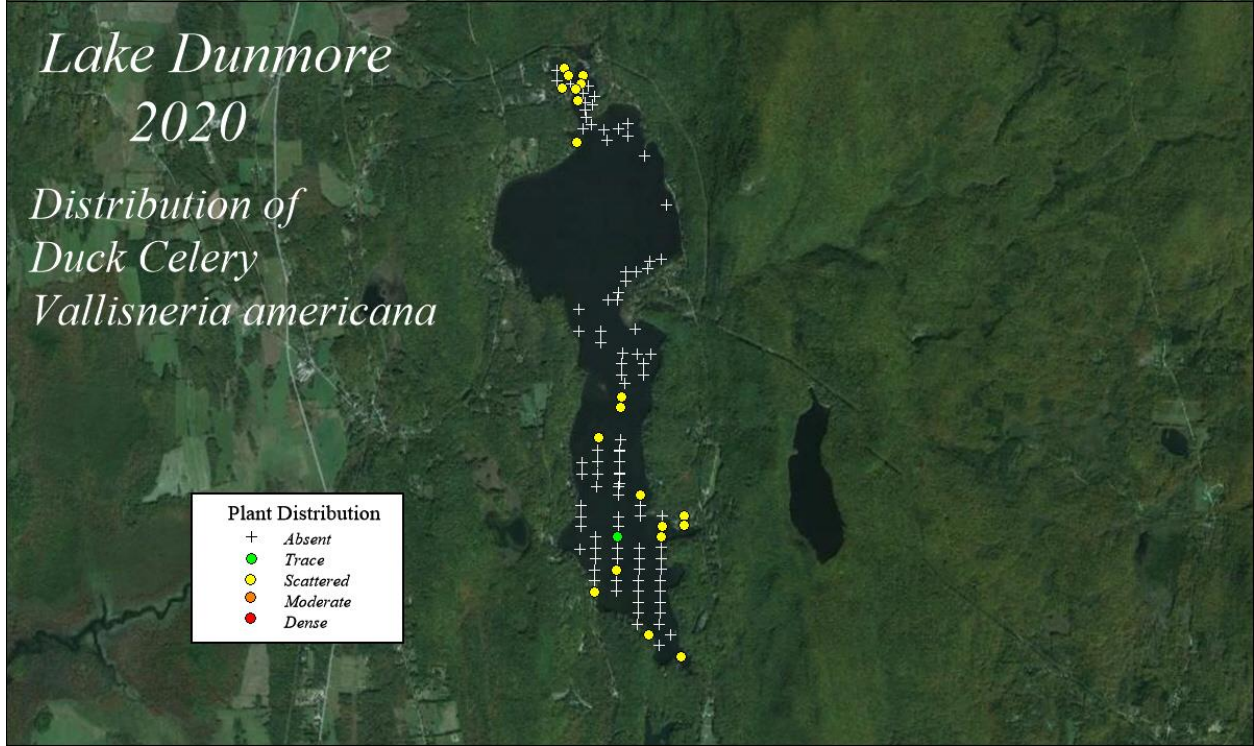 Lake Dunmore
2020
Distribution of
Duck Celery
Vallisneria americana
Plant Distribution
Absent
Trace
Scattered
Moderate
Dense